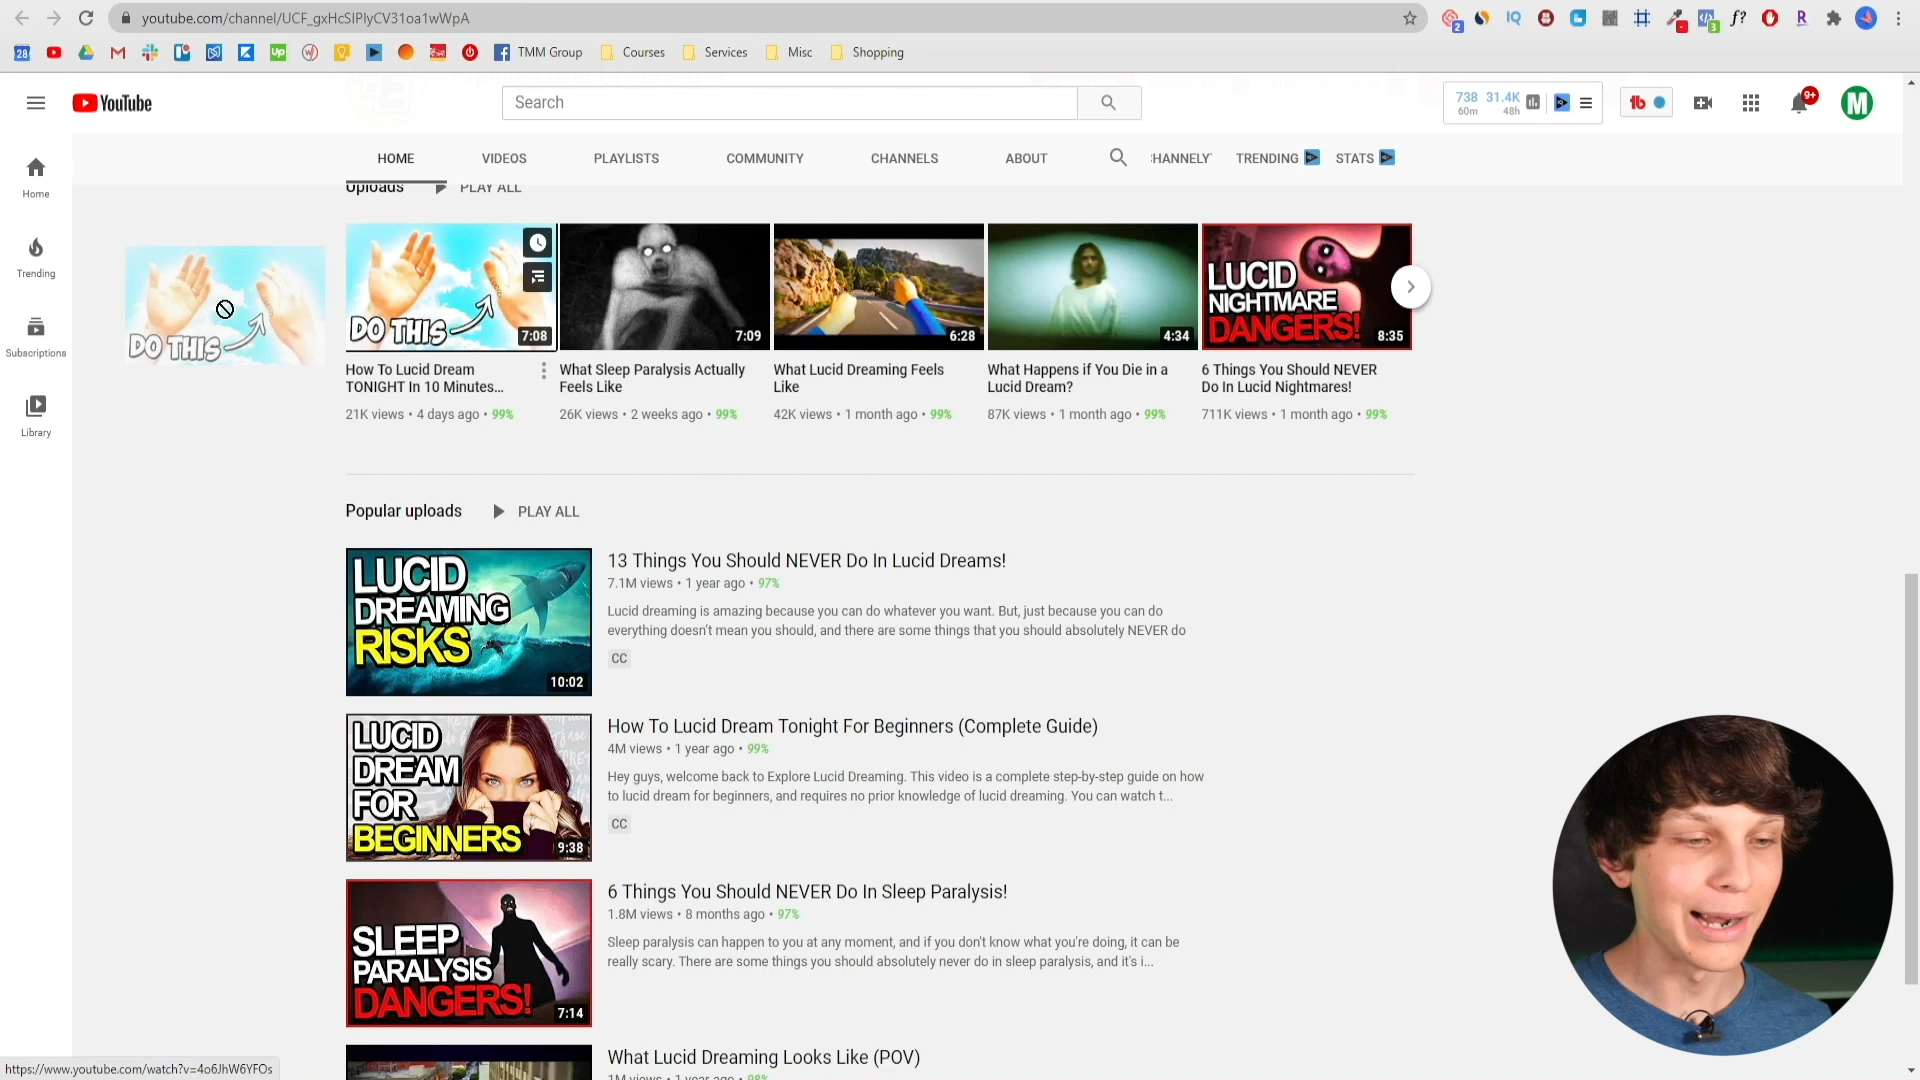 youtube.com/channel/UCF_gxHcSlPlyCV31oa1wWpA
28
TMM Group
Courses
Services
Misc
Shopping
YouTube
Search
738
60m
31.4K
48h
9+
M
HOME
VIDEOS
PLAYLISTS
COMMUNITY
CHANNELS
ABOUT
TRENDING
STATS
Home
Trending
Subscriptions
Library
Uploads
PLAY ALL
DO THIS
DO THIS
7:08
7:09
6:28
4:34
LUCID
NIGHTMARE
DANGERS!
8:35
How To Lucid Dream
TONIGHT In 10 Minutes...
21K views • 4 days ago • 99%
What Sleep Paralysis Actually
Feels Like
26K views • 2 weeks ago • 99%
What Lucid Dreaming Feels
Like
42K views • 1 month ago • 99%
What Happens if You Die in a
Lucid Dream?
87K views • 1 month ago • 99%
6 Things You Should NEVER
Do In Lucid Nightmares!
711K views • 1 month ago • 99%
Popular uploads
PLAY ALL
LUCID
DREAMING
RISKS
10:02
13 Things You Should NEVER Do In Lucid Dreams!
7.1M views • 1 year ago • 97%
Lucid dreaming is amazing because you can do whatever you want. But, just because you can do
everything doesn't mean you should, and there are some things that you should absolutely NEVER do
CC
LUCID
DREAM
FOR
BEGINNERS
9:38
How To Lucid Dream Tonight For Beginners (Complete Guide)
4M views • 1 year ago • 99%
Hey guys, welcome back to Explore Lucid Dreaming. This video is a complete step-by-step guide on how
to lucid dream for beginners, and requires no prior knowledge of lucid dreaming. You can watch t...
CC
SLEEP
PARALYSIS
DANGERS!
7:14
6 Things You Should NEVER Do In Sleep Paralysis!
1.8M views • 8 months ago • 97%
Sleep paralysis can happen to you at any moment, and if you don't know what you're doing, it can be
really scary. There are some things you should absolutely never do in sleep paralysis, and it's i...
What Lucid Dreaming Looks Like (POV)
1M views • 1 year ago • 98%
https://www.youtube.com/watch?v=4o6JhW6YFOs